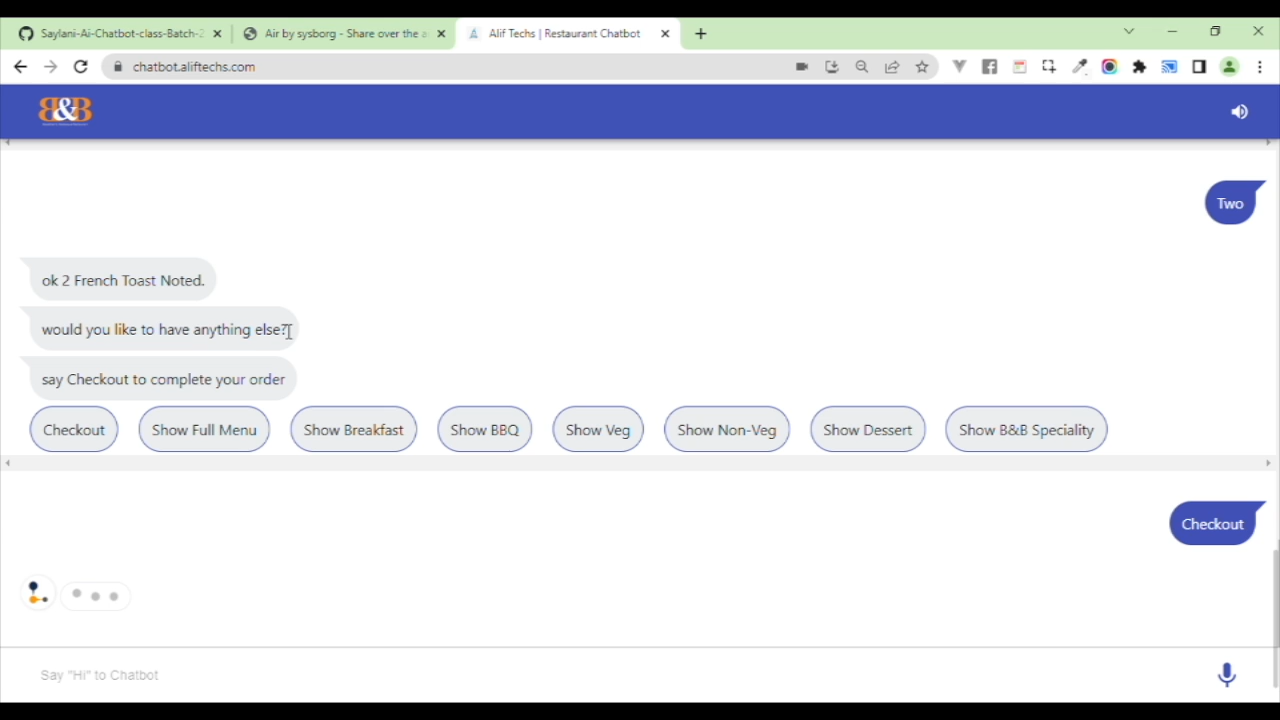 Saylani-Ai-Chatbot-class-Batch-2
Air by sysborg - Share over the a
Alif Techs | Restaurant Chatbot
chatbot.aliftechs.com
B&B
Two
ok 2 French Toast Noted.
would you like to have anything else?
say Checkout to complete your order
Checkout
Show Full Menu
Show Breakfast
Show BBQ
Show Veg
Show Non-Veg
Show Dessert
Show B&B Speciality
Checkout
Say "Hi" to Chatbot